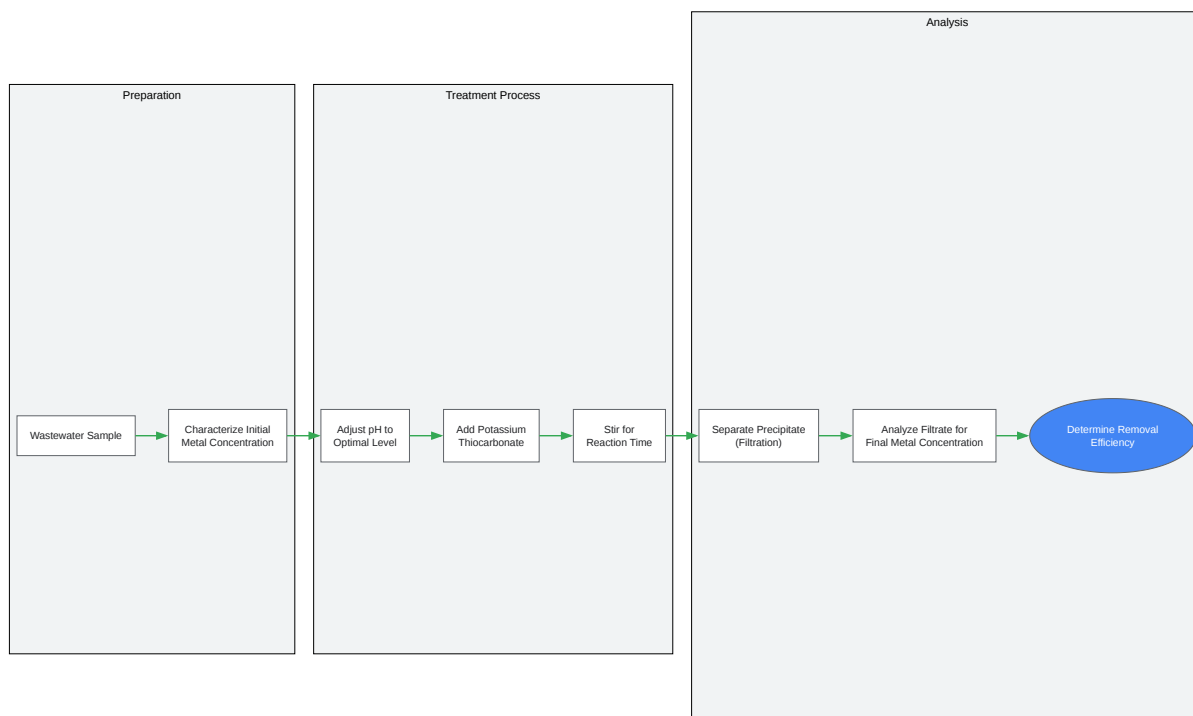 Analysis
Preparation
Treatment Process
Wastewater Sample
Characterize Initial
Metal Concentration
Adjust pH to
Optimal Level
Add Potassium
Thiocarbonate
Stir for
Reaction Time
Separate Precipitate
(Filtration)
Analyze Filtrate for
Final Metal Concentration
Determine Removal
Efficiency